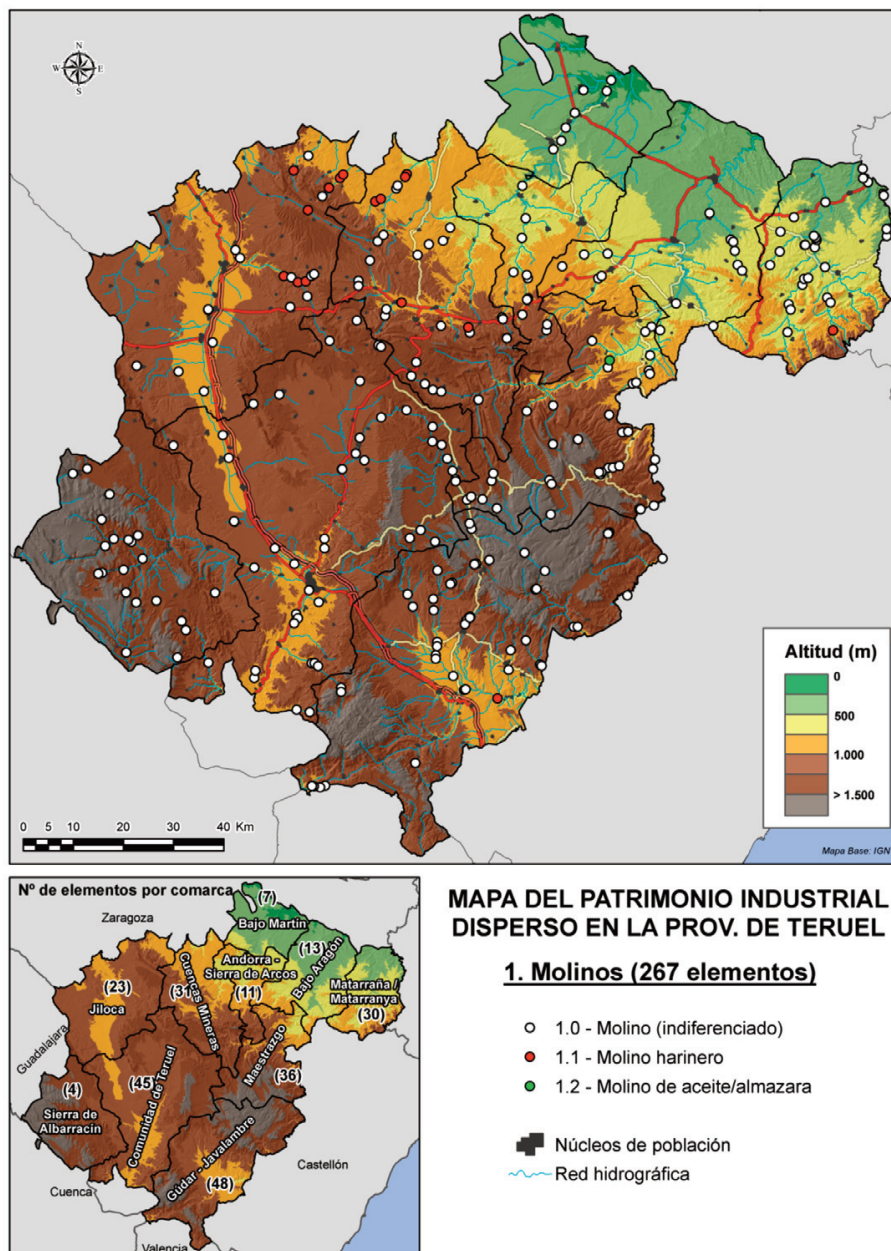 N
W E
S
Altitud (m)
0
500
1.000
> 1.500
0 5 10 20 30 40 Km
Mapa Base: IGN
Nº de elementos por comarca
Zaragoza
(7)
Bajo Martín
(13)
Bajo Aragón
Andorra -
Sierra de Arcos
(11)
Cuencas Mineras
(31)
(23)
Jiloca
Matarraña /
Matarranya
(30)
Guadalajara
Maestrazgo
(36)
(45)
Comunidad de Teruel
(4)
Sierra de
Albarracín
Gúdar - Javalambre
(48)
Castellón
Cuenca
Valencia
MAPA DEL PATRIMONIO INDUSTRIAL
DISPERSO EN LA PROV. DE TERUEL
1. Molinos (267 elementos)
1.0 - Molino (indiferenciado)
1.1 - Molino harinero
1.2 - Molino de aceite/almazara
Núcleos de población
Red hidrográfica